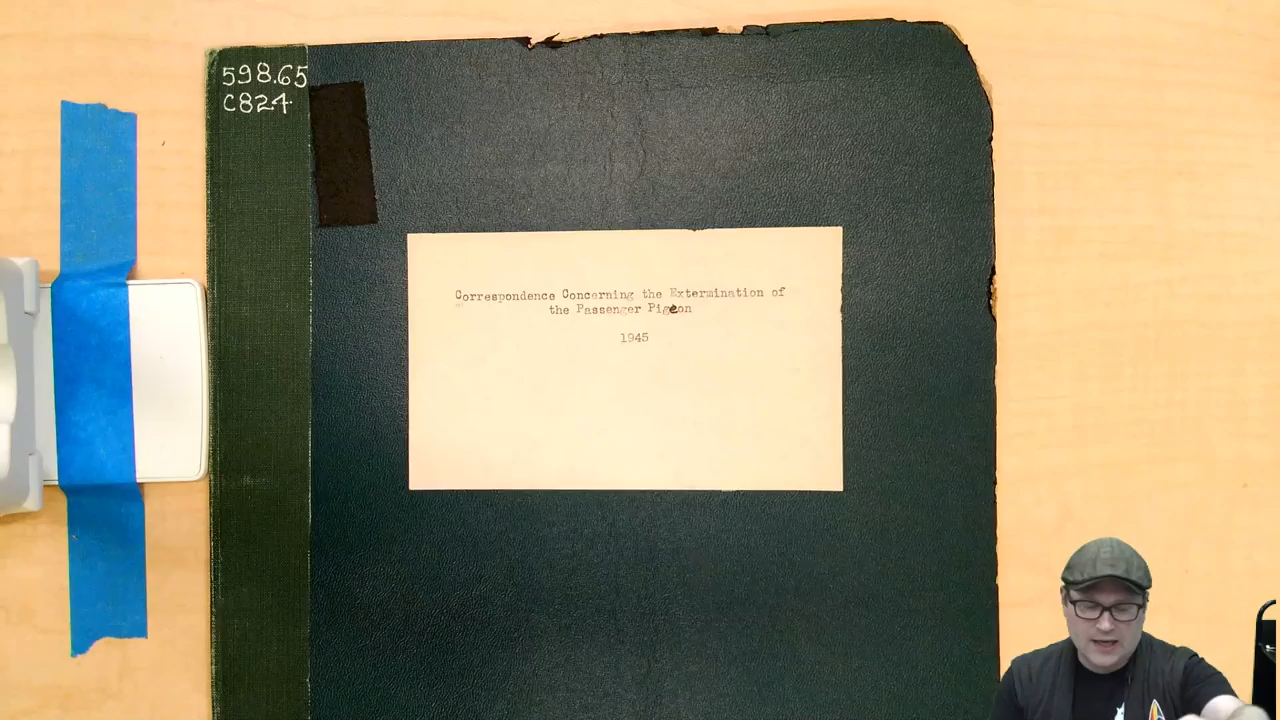 598.65
C824
Correspondence Concerning the Extermination of
the Passenger Pigeon
1945